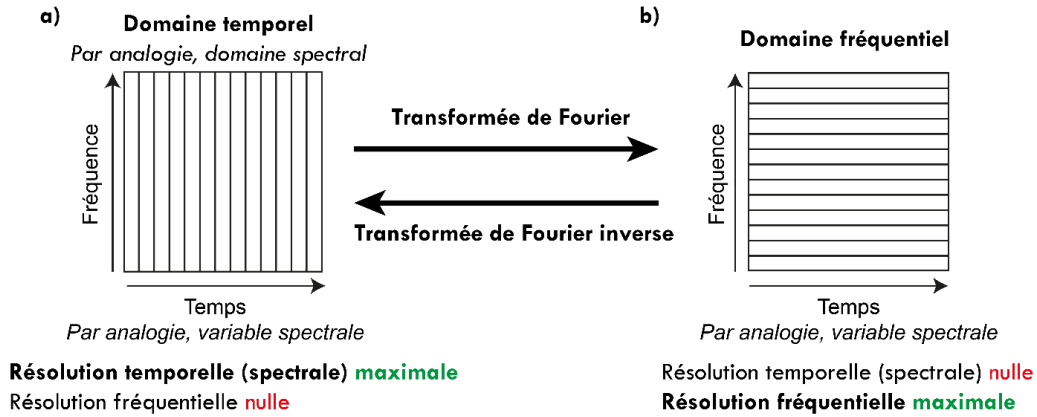 a)
Domaine temporel
Par analogie, domaine spectral
Fréquence
Temps
Par analogie, variable spectrale
Résolution temporelle (spectrale) maximale
Résolution fréquentielle nulle
Transformée de Fourier
Transformée de Fourier inverse
b)
Domaine fréquentiel
Fréquence
Temps
Par analogie, variable spectrale
Résolution temporelle (spectrale) nulle
Résolution fréquentielle maximale